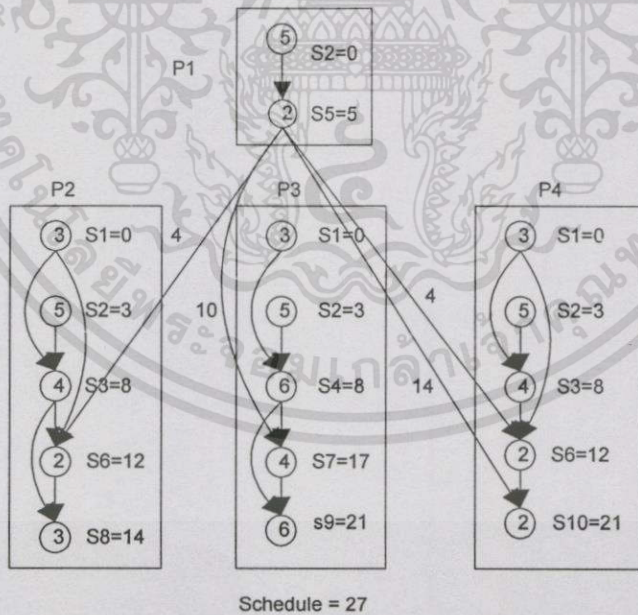 P1
5 S2=0
2 S5=5
P2 P3 P4
4
3 S1=0
3 S1=0
3 S1=0
10
4
5 S2=3
5 S2=3
5 S2=3
4 S3=8
6 S4=8
14
4 S3=8
2 S6=12
4 S7=17
2 S6=12
3 S8=14
6 s9=21
2 S10=21
Schedule = 27